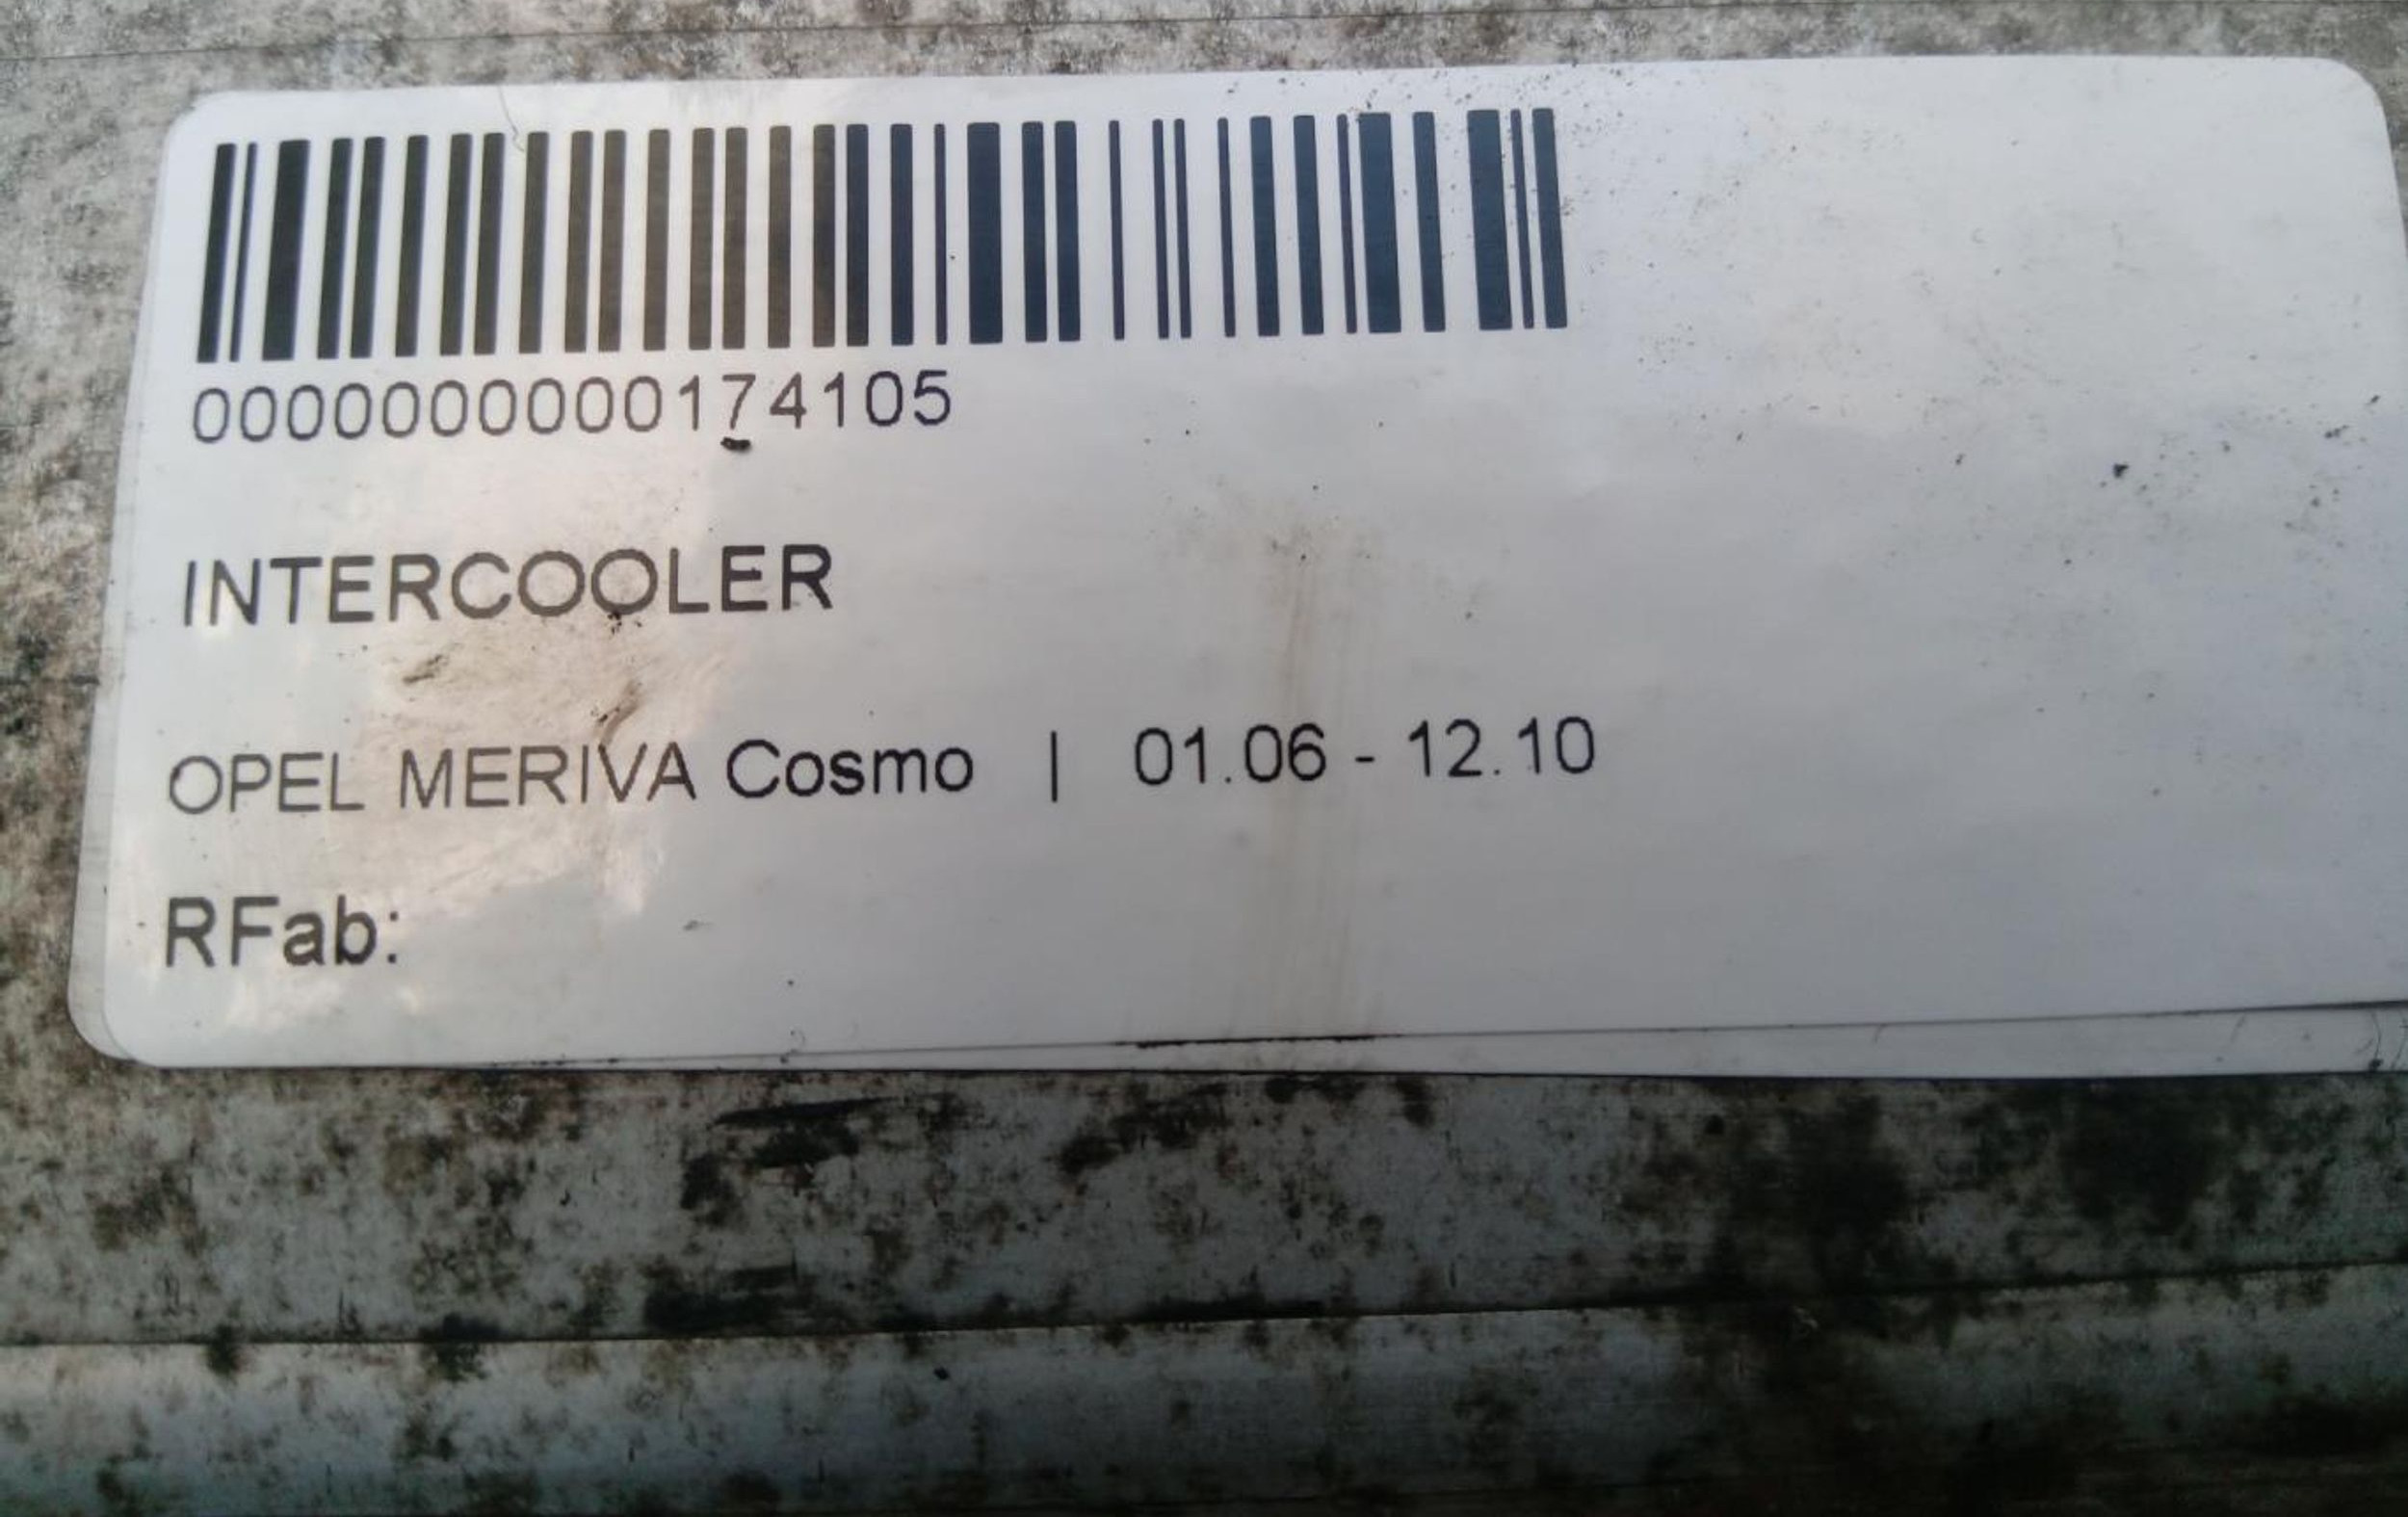 0000000000174105
INTERCOOLER
OPEL MERIVA Cosmo | 01.06 - 12.10
RFab: